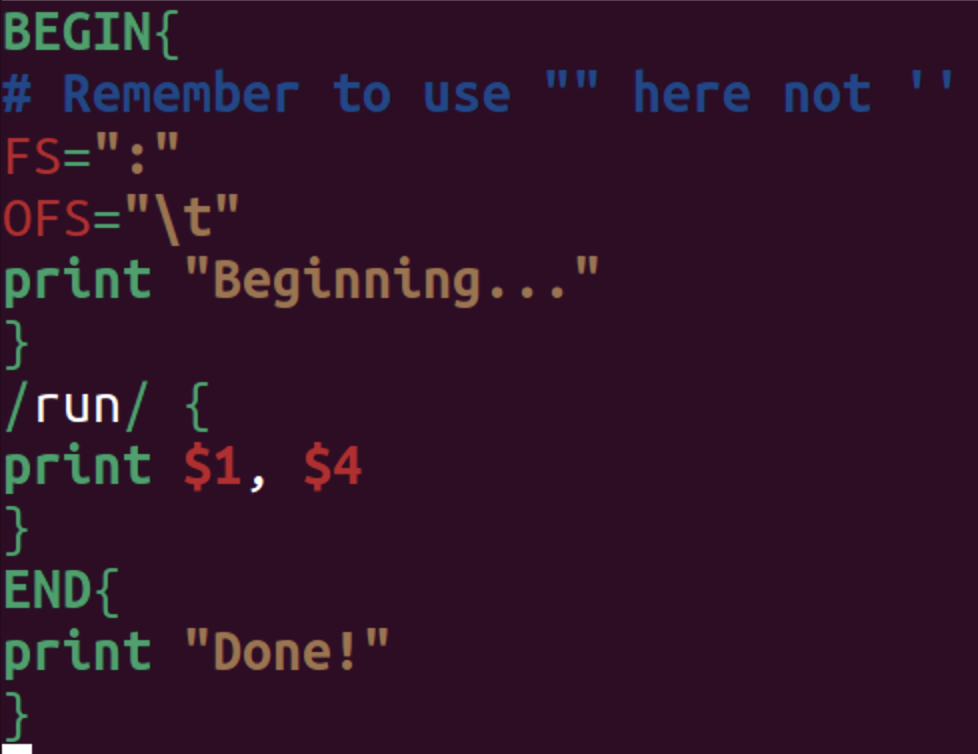 BEGIN{
# Remember to use "" here not ''
FS=":"
OFS="\t"
print "Beginning..."
}
/run/ {
print $1, $4
}
END{
print "Done!"
}